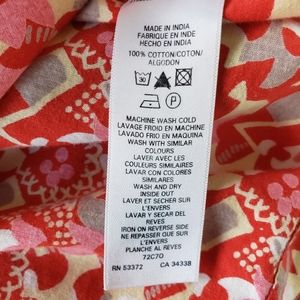 MADE IN INDIA
FABRIQUE EN INDE
HECHO EN INDIA
100% COTTON/COTON/
ALGODON
30
P
MACHINE WASH COLD
LAVAGE FROID EN MACHINE
LAVADO FRIO EN MAQUINA
WASH WITH SIMILAR
COLOURS
LAVER AVEC LES
COULEURS SIMILAIRES
LAVAR CON COLORES
SIMILARES
WASH AND DRY
INSIDE OUT
LAVER ET SECHER SUR
L'ENVERS
LAVAR Y SECAR DEL
REVES
IRON ON REVERSE SIDE
NE REPASSER QUE SUR
L'ENVERS
PLANCHE AL REVES
72C70
RN 53372 CA 34338